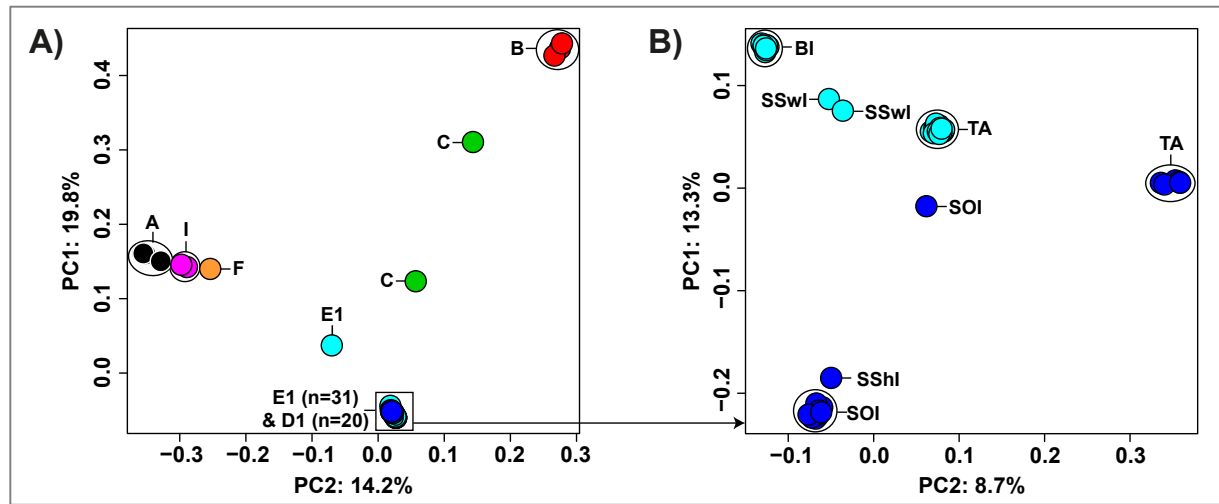 A)
B
C
A
I
F
C
E1
E1 (n=31)
& D1 (n=20)
PC1: 19.8%
0.4
0.3
0.2
0.1
0.0
−0.3
−0.2
−0.1
0.0
0.1
0.2
0.3
PC2: 14.2%
B)
BI
SSwI
SSwI
TA
TA
SOI
SShI
SOI
PC1: 13.3%
0.1
0.0
−0.1
−0.2
−0.1
0.0
0.1
0.2
0.3
PC2: 8.7%